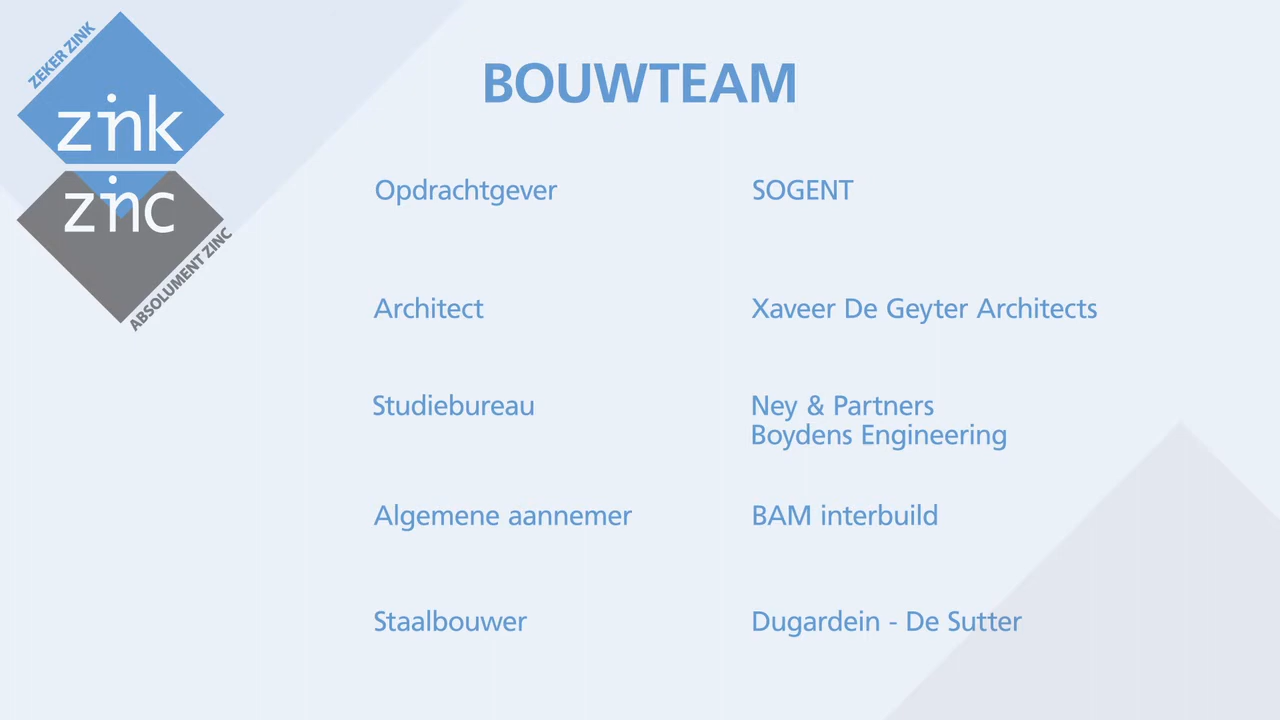 ZEKER ZINK
zink
zinc
ABSOLUMENT ZINC
BOUWTEAM
Opdrachtgever SOGENT
Architect Xaveer De Geyter Architects
Studiebureau Ney & Partners
Boydens Engineering
Algemene aannemer BAM interbuild
Staalbouwer Dugardein - De Sutter